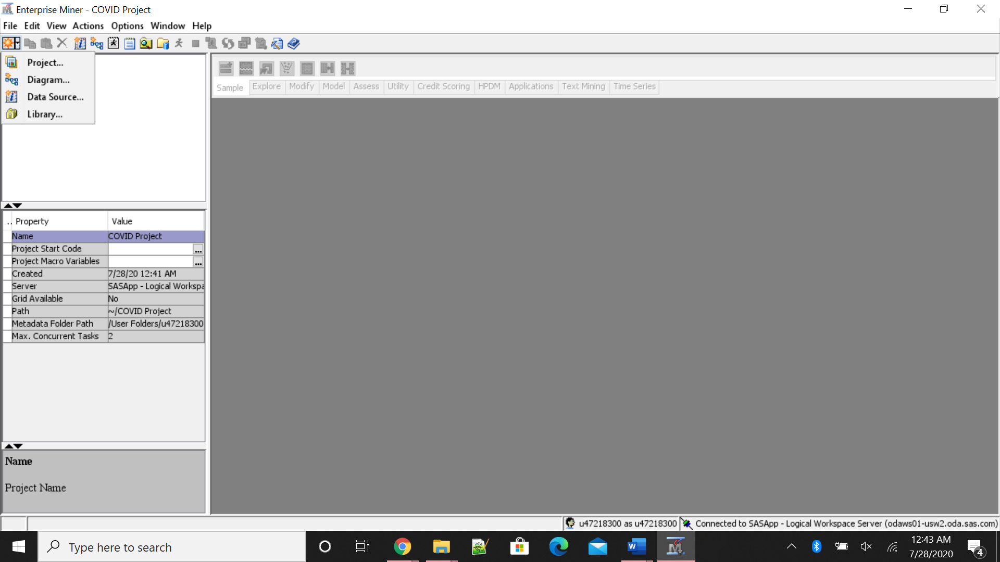 Enterprise Miner - COVID Project
File Edit View Actions Options Window Help
Project...
Diagram...
Data Source...
Library...
Sample Explore Modify Model Assess Utility Credit Scoring HPDM Applications Text Mining Time Series
.. Property Value
Name COVID Project
Project Start Code ...
Project Macro Variables ...
Created 7/28/20 12:41 AM
Server SASApp - Logical Workspa
Grid Available No
Path ~/COVID Project
Metadata Folder Path /User Folders/u47218300
Max. Concurrent Tasks 2
Name
Project Name
u47218300 as u47218300 Connected to SASApp - Logical Workspace Server (odaws01-usw2.oda.sas.com)
Type here to search
12:43 AM
7/28/2020
4